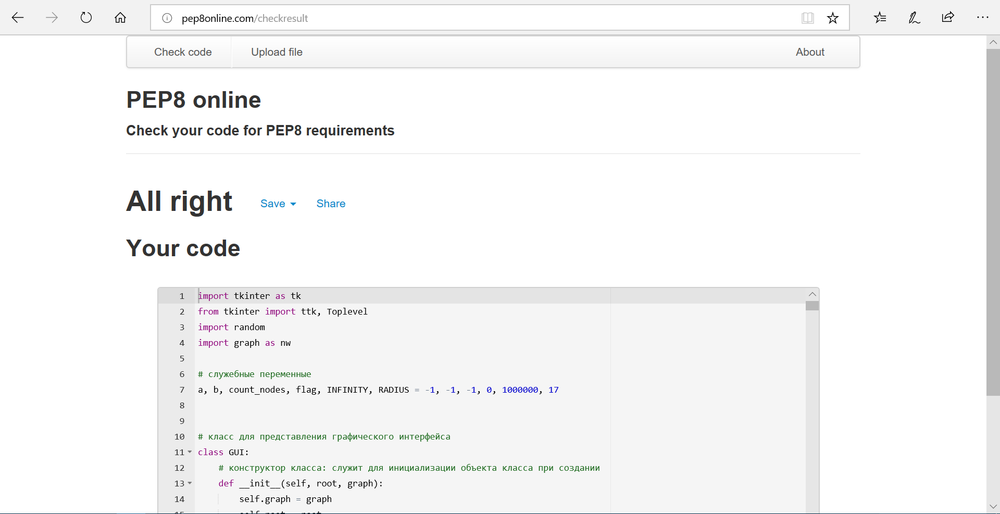 pep8online.com/checkresult
Check code Upload file About
PEP8 online
Check your code for PEP8 requirements
All right Save Share
Your code
1 import tkinter as tk
2 from tkinter import ttk, Toplevel
3 import random
4 import graph as nw
5
6 # служебные переменные
7 a, b, count_nodes, flag, INFINITY, RADIUS = -1, -1, -1, 0, 1000000, 17
8
9
10 # класс для представления графического интерфейса
11 class GUI:
12 # конструктор класса: служит для инициализации объекта класса при создании
13 def __init__(self, root, graph):
14 self.graph = graph